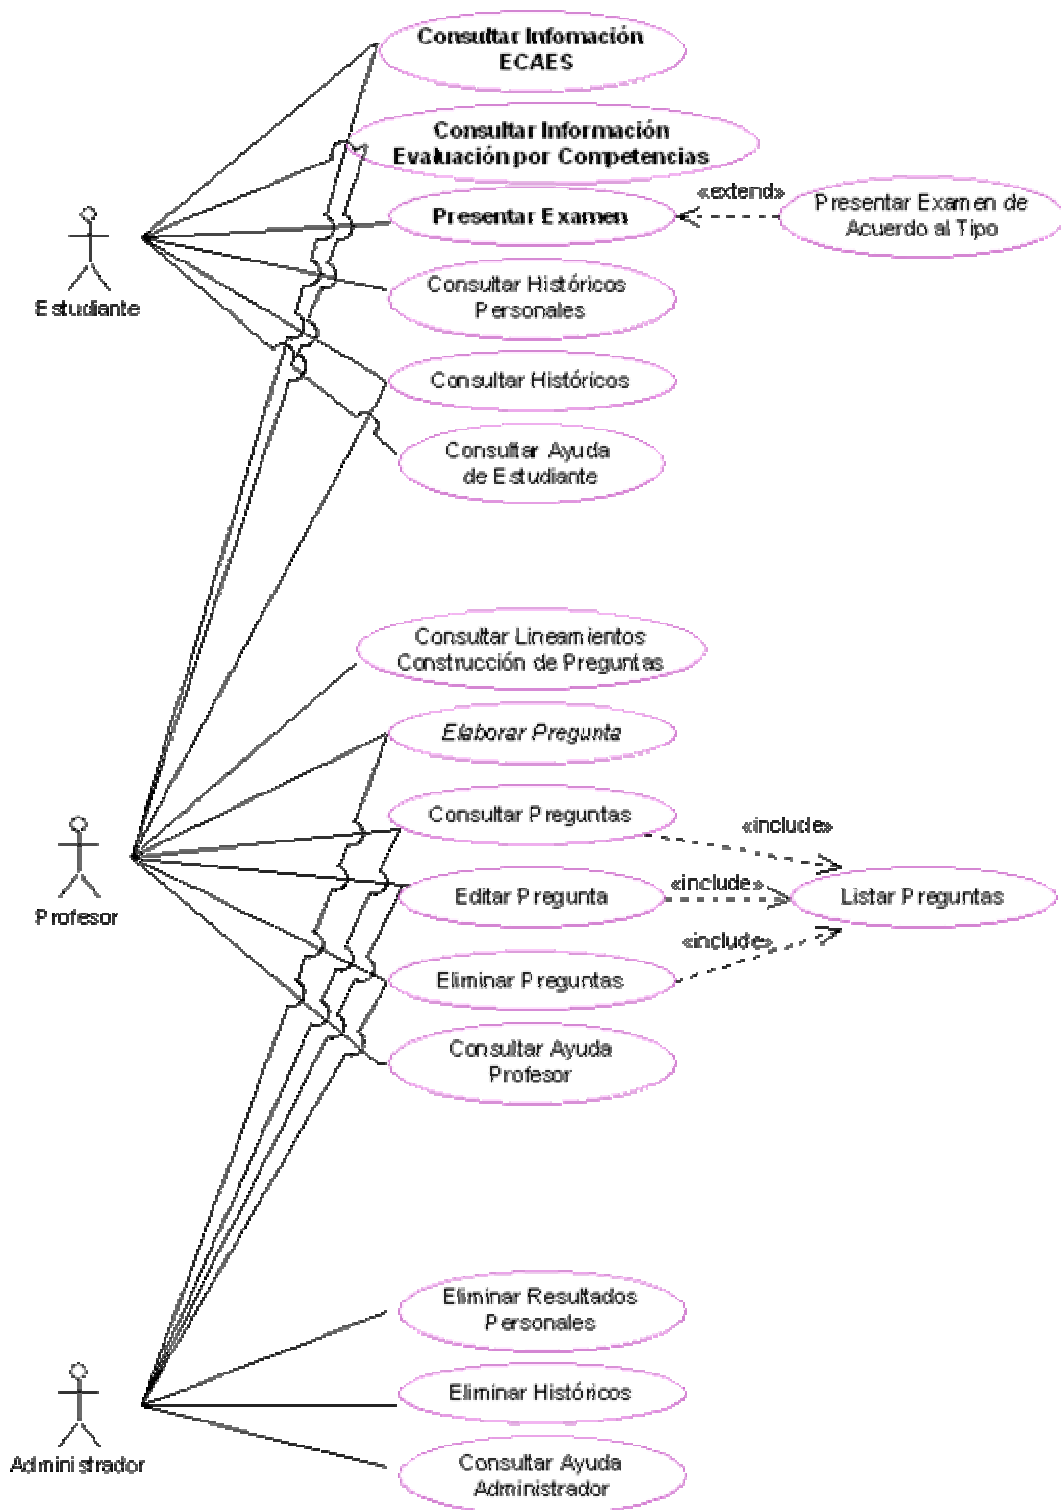 Consultar Infomación
ECAES
Consultar Información
Evaluación por Competencias
«extend»
Presentar Examen
Presentar Examen de
Acuerdo al Tipo
Estudiante
Consultar Históricos
Personales
Consultar Históricos
Consultar Ayuda
de Estudiante
Consultar Lineamientos
Construcción de Preguntas
Elaborar Pregunta
Consultar Preguntas
«include»
Profesor
Editar Pregunta
«include»
Listar Preguntas
«include»
Eliminar Preguntas
Consultar Ayuda
Profesor
Eliminar Resultados
Personales
Eliminar Históricos
Administrador
Consultar Ayuda
Administrador